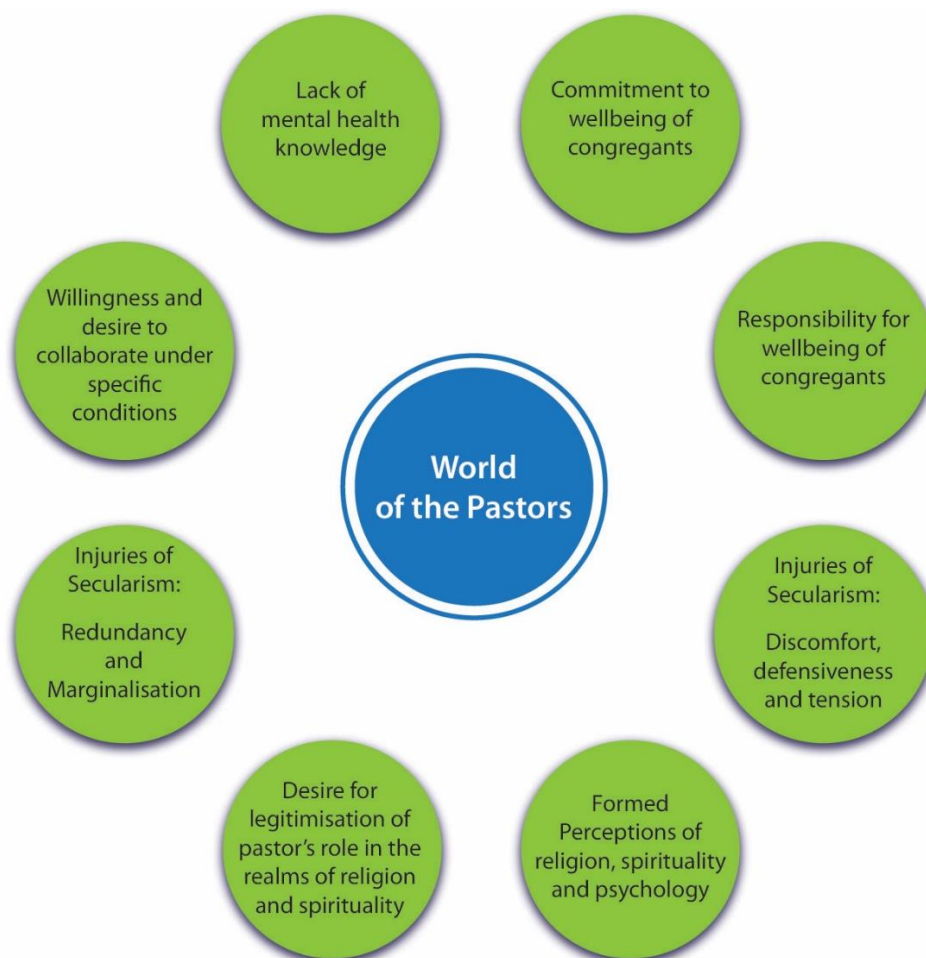 Lack of
mental health
knowledge
Commitment to
wellbeing of
congregants
Willingness and
desire to
collaborate under
specific
conditions
Responsibility for
wellbeing of
congregants
World
of the Pastors
Injuries of
Secularism:
Redundancy
and
Marginalisation
Injuries of
Secularism:
Discomfort,
defensiveness
and tension
Desire for
legitimisation of
pastor's role in the
realms of religion
and spirituality
Formed
Perceptions of
religion, spirituality
and psychology